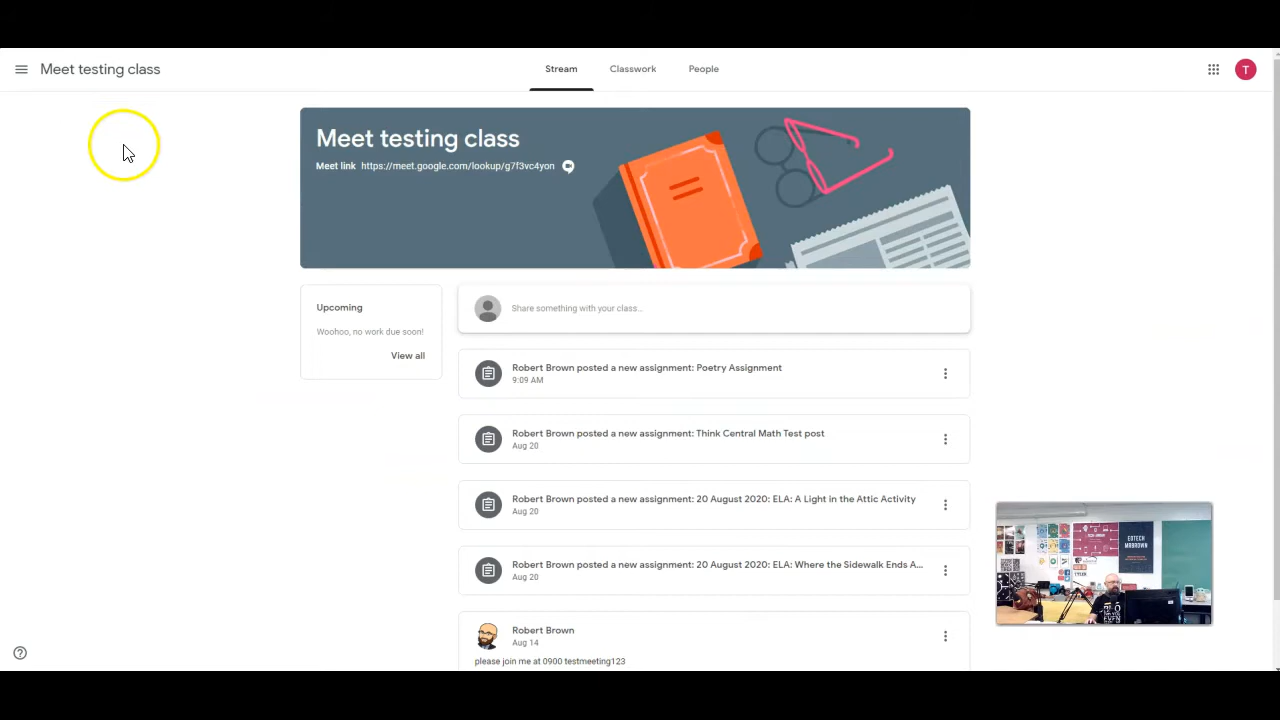 Meet testing class
Stream
Classwork
People
T
Meet testing class
Meet link https://meet.google.com/lookup/g7f3vc4yon
Upcoming
Woohoo, no work due soon!
View all
Share something with your class...
Robert Brown posted a new assignment: Poetry Assignment
9:09 AM
Robert Brown posted a new assignment: Think Central Math Test post
Aug 20
Robert Brown posted a new assignment: 20 August 2020: ELA: A Light in the Attic Activity
Aug 20
Robert Brown posted a new assignment: 20 August 2020: ELA: Where the Sidewalk Ends A...
Aug 20
Robert Brown
Aug 14
please join me at 0900 testmeeting123
EDTECH
MRBROWN